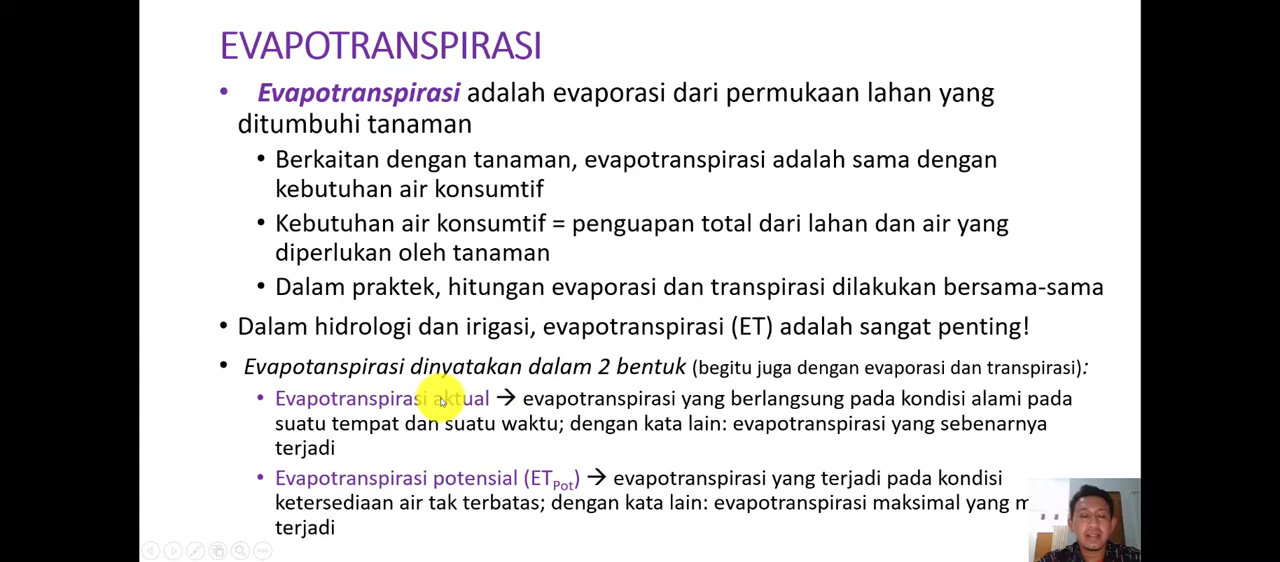 EVAPOTRANSPIRASI
• Evapotranspirasi adalah evaporasi dari permukaan lahan yang
ditumbuhi tanaman
• Berkaitan dengan tanaman, evapotranspirasi adalah sama dengan
kebutuhan air konsumtif
• Kebutuhan air konsumtif = penguapan total dari lahan dan air yang
diperlukan oleh tanaman
• Dalam praktek, hitungan evaporasi dan transpirasi dilakukan bersama-sama
• Dalam hidrologi dan irigasi, evapotranspirasi (ET) adalah sangat penting!
• Evapotanspirasi dinyatakan dalam 2 bentuk (begitu juga dengan evaporasi dan transpirasi):
• Evapotranspirasi aktual → evapotranspirasi yang berlangsung pada kondisi alami pada
suatu tempat dan suatu waktu; dengan kata lain: evapotranspirasi yang sebenarnya
terjadi
• Evapotranspirasi potensial (ETPot) → evapotranspirasi yang terjadi pada kondisi
ketersediaan air tak terbatas; dengan kata lain: evapotranspirasi maksimal yang
terjadi